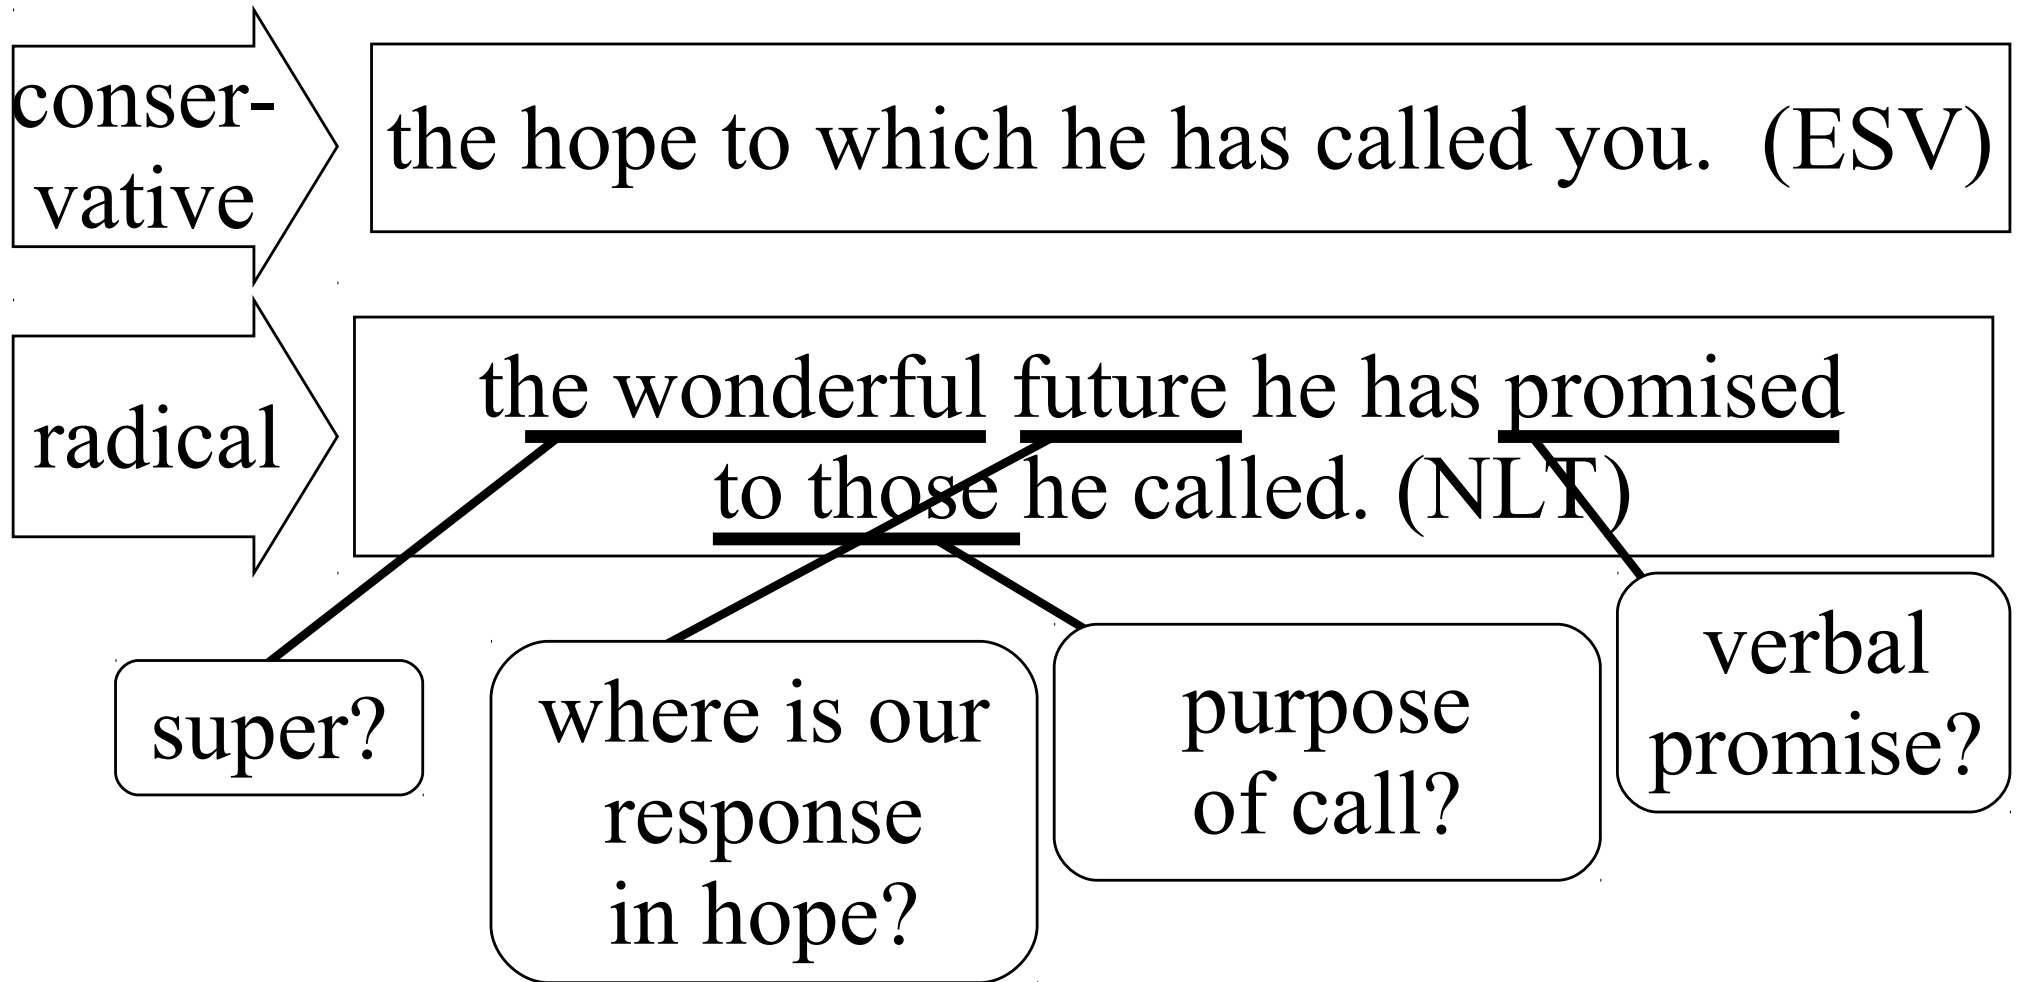 conser-
vative
the hope to which he has called you. (ESV)
radical
the wonderful future he has promised
to those he called. (NLT)
super?
where is our
response
in hope?
purpose
of call?
verbal
promise?